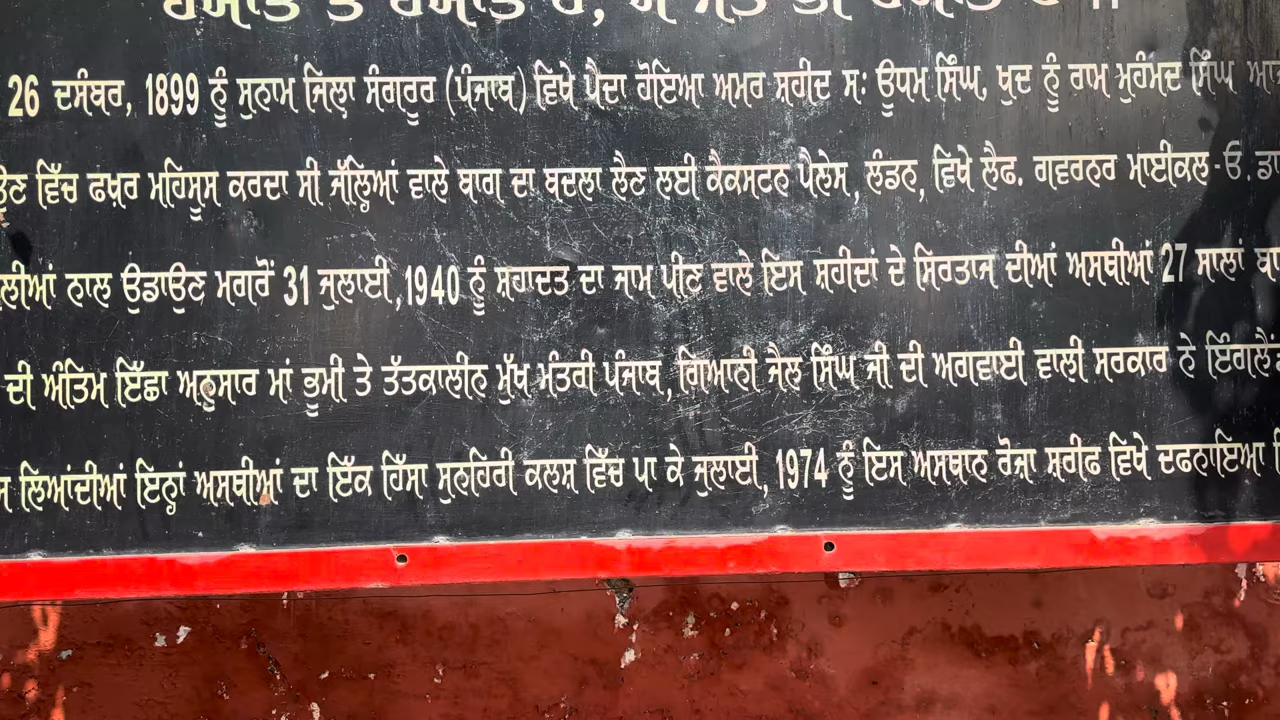 26 ਦਸੰਬਰ, 1899 ਨੂੰ ਸੁਨਾਮ ਜਿਲ੍ਹਾ ਸੰਗਰੂਰ (ਪੰਜਾਬ) ਵਿਖੇ ਪੈਦਾ ਹੋਇਆ ਅਮਰ ਸ਼ਹੀਦ ਸ: ਊਧਮ ਸਿੰਘ, ਖੁਦ ਨੂੰ ਰਾਮ ਮੁਹੰਮਦ ਸਿੰਘ
ਵਿੱਚ ਫਖ਼ਰ ਮਹਿਸੂਸ ਕਰਦਾ ਸੀ ਜੱਲ੍ਹਿਆਂ ਵਾਲੇ ਬਾਗ ਦਾ ਬਦਲਾ ਲੈਣ ਲਈ ਕੈਕਸਟਨ ਪੈਲੇਸ, ਲੰਡਨ, ਵਿਖੇ ਲੈਫ. ਗਵਰਨਰ ਮਾਈਕਲ-ਓ.
ਨਾਲ ਉਡਾਉਣ ਮਗਰੋਂ 31 ਜੁਲਾਈ, 1940 ਨੂੰ ਸ਼ਹਾਦਤ ਦਾ ਜਾਮ ਪੀਣ ਵਾਲੇ ਇਸ ਸ਼ਹੀਦਾਂ ਦੇ ਸਿਰਤਾਜ ਦੀਆਂ ਅਸਥੀਆਂ 27 ਸਾਲਾਂ
ਦੀ ਅੰਤਿਮ ਇੱਛਾ ਅਨੁਸਾਰ ਮਾਂ ਭੂਮੀ ਤੇ ਤੱਤਕਾਲੀਨ ਮੁੱਖ ਮੰਤਰੀ ਪੰਜਾਬ, ਗਿਆਨੀ ਜੈਲ ਸਿੰਘ ਜੀ ਦੀ ਅਗਵਾਈ ਵਾਲੀ ਸਰਕਾਰ ਨੇ
ਲਿਆਂਦੀਆਂ ਇਨ੍ਹਾਂ ਅਸਥੀਆਂ ਦਾ ਇੱਕ ਹਿੱਸਾ ਸੁਨਹਿਰੀ ਕਲਸ਼ ਵਿੱਚ ਪਾ ਕੇ ਜੁਲਾਈ, 1974 ਨੂੰ ਇਸ ਅਸਥਾਨ ਰੋਜ਼ਾ ਸ਼ਰੀਫ ਵਿਖੇ ਦਫਨਾਇਆ